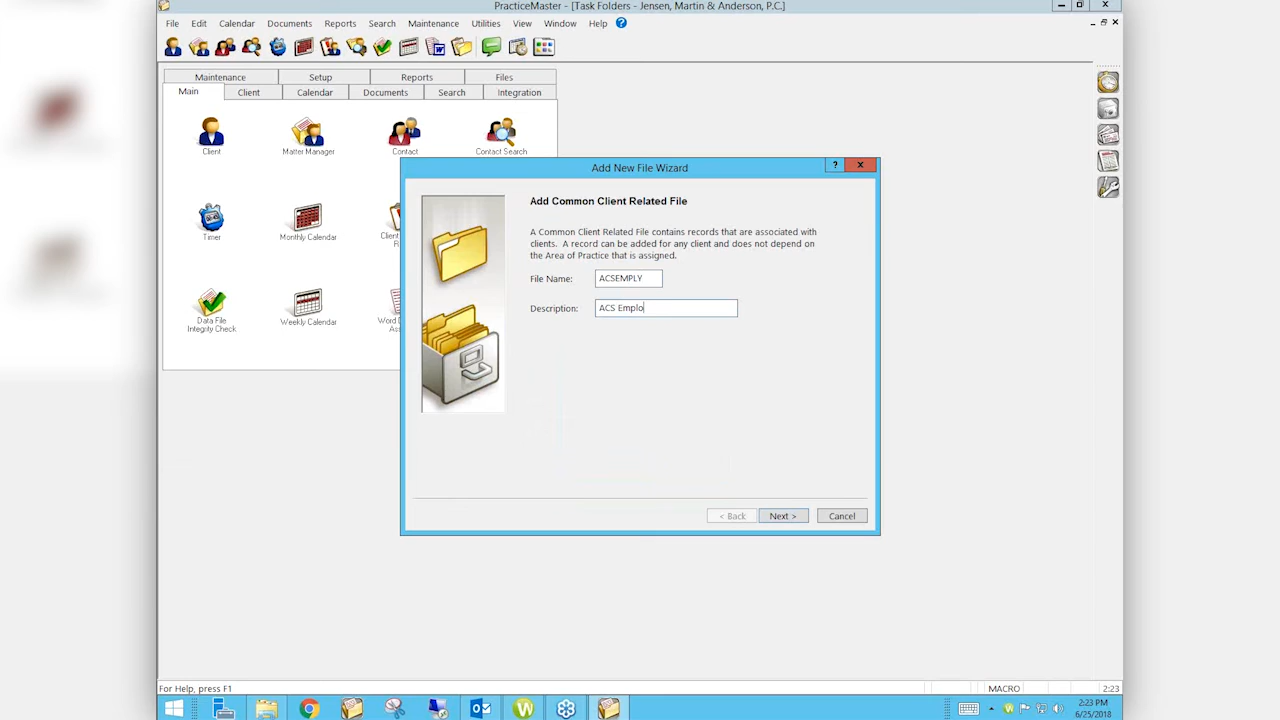 PracticeMaster - [Task Folders - Jensen, Martin & Anderson, P.C.]
File Edit Calendar Documents Reports Search Maintenance Utilities View Window Help
Maintenance Setup Reports Files
Main Client Calendar Documents Search Integration
Client Matter Manager Contact Contact Search
Add New File Wizard
Add Common Client Related File
A Common Client Related File contains records that are associated with
clients. A record can be added for any client and does not depend on
the Area of Practice that is assigned.
File Name: ACSEMPLY
Description: ACS Emplo
Timer Monthly Calendar
Data File
Integrity Check
Weekly Calendar
< Back Next > Cancel
For Help, press F1
MACRO 2:23
2:23 PM
6/25/2018